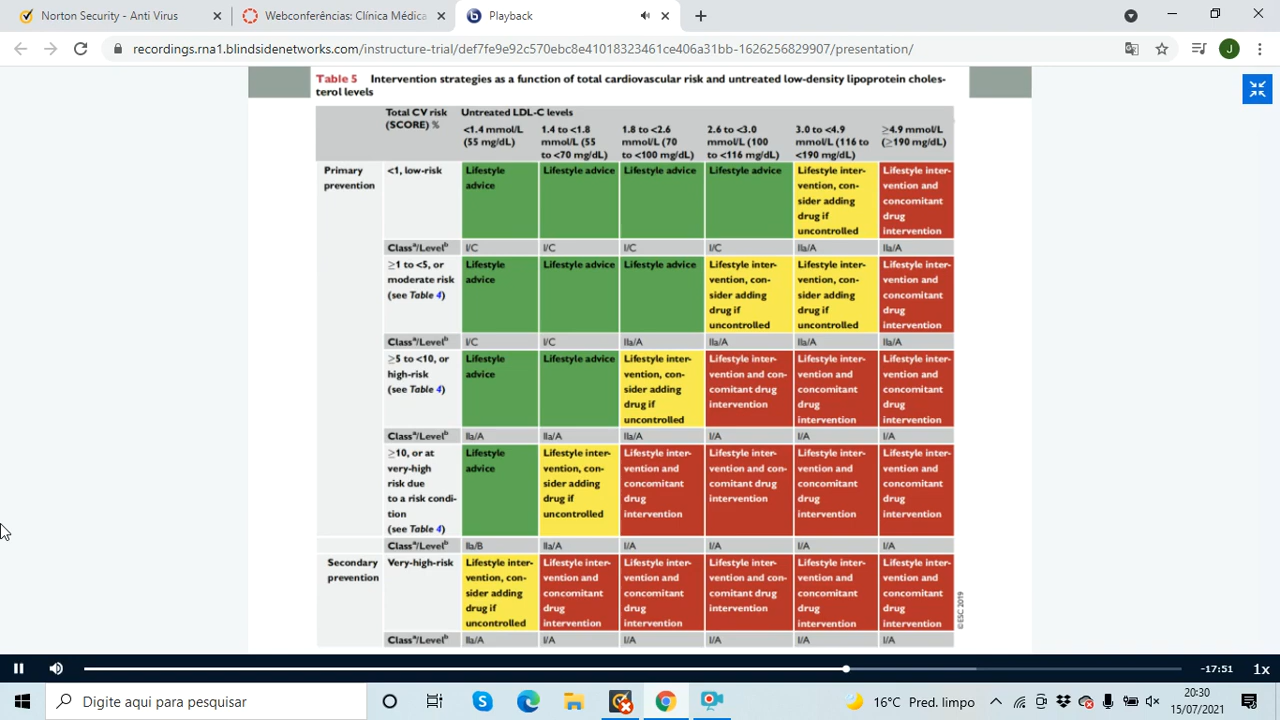 Norton Security - Anti Virus
Webconferências: Clínica Médica
Playback
recordings.rna1.blindsidenetworks.com/instructure-trial/def7fe9e92c570ebc8e41018323461ce406a31bb-1626256829907/presentation/
J
Table 5 Intervention strategies as a function of total cardiovascular risk and untreated low-density lipoprotein choles-
terol levels
Total CV risk
(SCORE) %
Untreated LDL-C levels
<1.4 mmol/L
(55 mg/dL)
1.4 to <1.8
mmol/L (55
to <70 mg/dL)
1.8 to <2.6
mmol/L (70
to <100 mg/dL)
2.6 to <3.0
mmol/L (100
to <116 mg/dL)
3.0 to <4.9
mmol/L (116 to
<190 mg/dL)
≥4.9 mmol/L
(≥190 mg/dL)
Primary
prevention
<1, low-risk
Lifestyle
advice
Lifestyle advice
Lifestyle advice
Lifestyle advice
Lifestyle inter-
vention, con-
sider adding
drug if
uncontrolled
Lifestyle inter-
vention and
concomitant
drug
intervention
Classᵃ/Levelᵇ
I/C
I/C
I/C
I/C
IIa/A
IIa/A
≥1 to <5, or
moderate risk
(see Table 4)
Lifestyle
advice
Lifestyle advice
Lifestyle advice
Lifestyle inter-
vention, con-
sider adding
drug if
uncontrolled
Lifestyle inter-
vention, con-
sider adding
drug if
uncontrolled
Lifestyle inter-
vention and
concomitant
drug
intervention
Classᵃ/Levelᵇ
I/C
I/C
IIa/A
IIa/A
IIa/A
IIa/A
≥5 to <10, or
high-risk
(see Table 4)
Lifestyle
advice
Lifestyle advice
Lifestyle inter-
vention, con-
sider adding
drug if
uncontrolled
Lifestyle inter-
vention and con-
comitant drug
intervention
Lifestyle inter-
vention and
concomitant
drug
intervention
Lifestyle inter-
vention and
concomitant
drug
intervention
Classᵃ/Levelᵇ
IIa/A
IIa/A
IIa/A
I/A
I/A
I/A
≥10, or at
very-high
risk due
to a risk condi-
tion
(see Table 4)
Lifestyle
advice
Lifestyle inter-
vention, con-
sider adding
drug if
uncontrolled
Lifestyle inter-
vention and
concomitant
drug
intervention
Lifestyle inter-
vention and con-
comitant drug
intervention
Lifestyle inter-
vention and
concomitant
drug
intervention
Lifestyle inter-
vention and
concomitant
drug
intervention
Classᵃ/Levelᵇ
IIa/B
IIa/A
I/A
I/A
I/A
I/A
Secondary
prevention
Very-high-risk
Lifestyle inter-
vention, con-
sider adding
drug if
uncontrolled
Lifestyle inter-
vention and
concomitant
drug
intervention
Lifestyle inter-
vention and
concomitant
drug
intervention
Lifestyle inter-
vention and con-
comitant drug
intervention
Lifestyle inter-
vention and
concomitant
drug
intervention
Lifestyle inter-
vention and
concomitant
drug
intervention
Classᵃ/Levelᵇ
IIa/A
I/A
I/A
I/A
I/A
I/A
©ESC 2019
-17:51
1x
Digite aqui para pesquisar
16°C Pred. limpo
20:30
15/07/2021